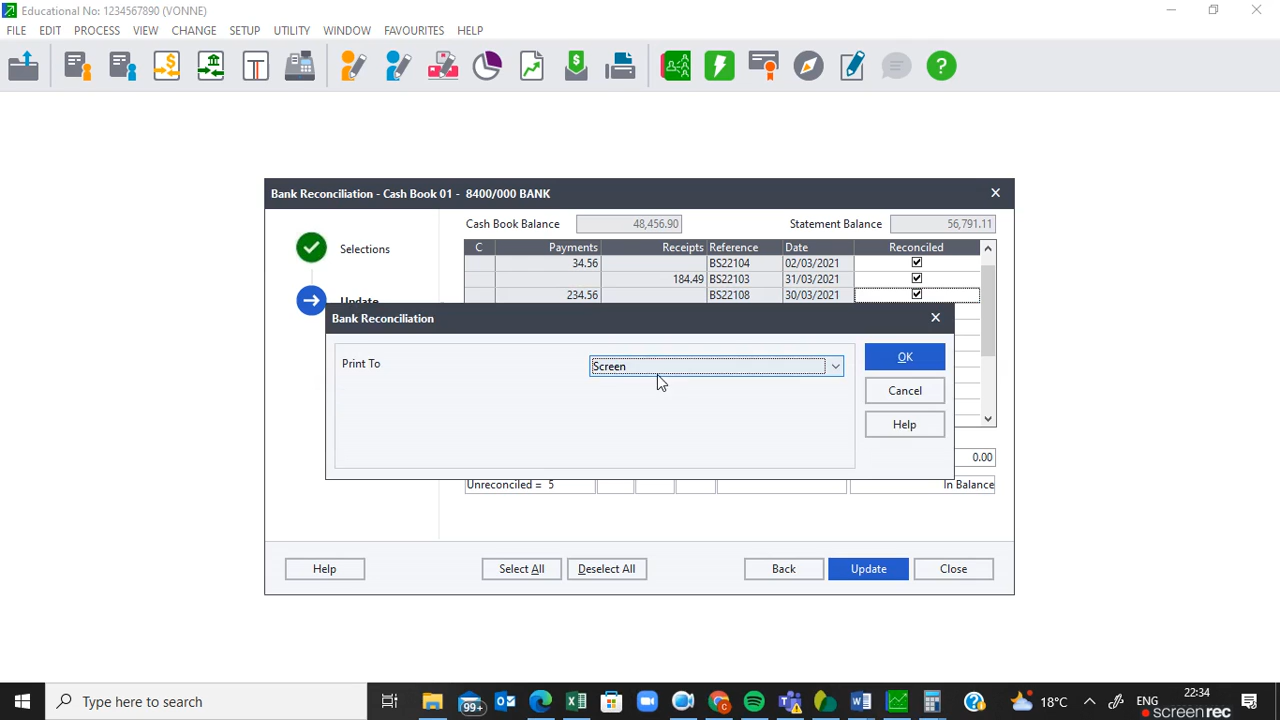 Educational No: 1234567890 (VONNE)
FILE EDIT PROCESS VIEW CHANGE SETUP UTILITY WINDOW FAVOURITES HELP
Bank Reconciliation - Cash Book 01 - 8400/000 BANK
Cash Book Balance 48,456.90 Statement Balance 56,791.11
Selections
C Payments Receipts Reference Date Reconciled
34.56 BS22104 02/03/2021
184.49 BS22103 31/03/2021
234.56 BS22108 30/03/2021
Update
Bank Reconciliation
Print To Screen
OK
Cancel
Help
0.00
Unreconciled = 5 In Balance
Help Select All Deselect All Back Update Close
Type here to search
99+
18°C ENG 22:34
screenrec